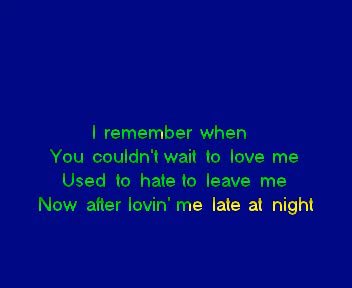 I remember when
You couldn't wait to love me
Used to hate to leave me
Now after lovin' me late at night